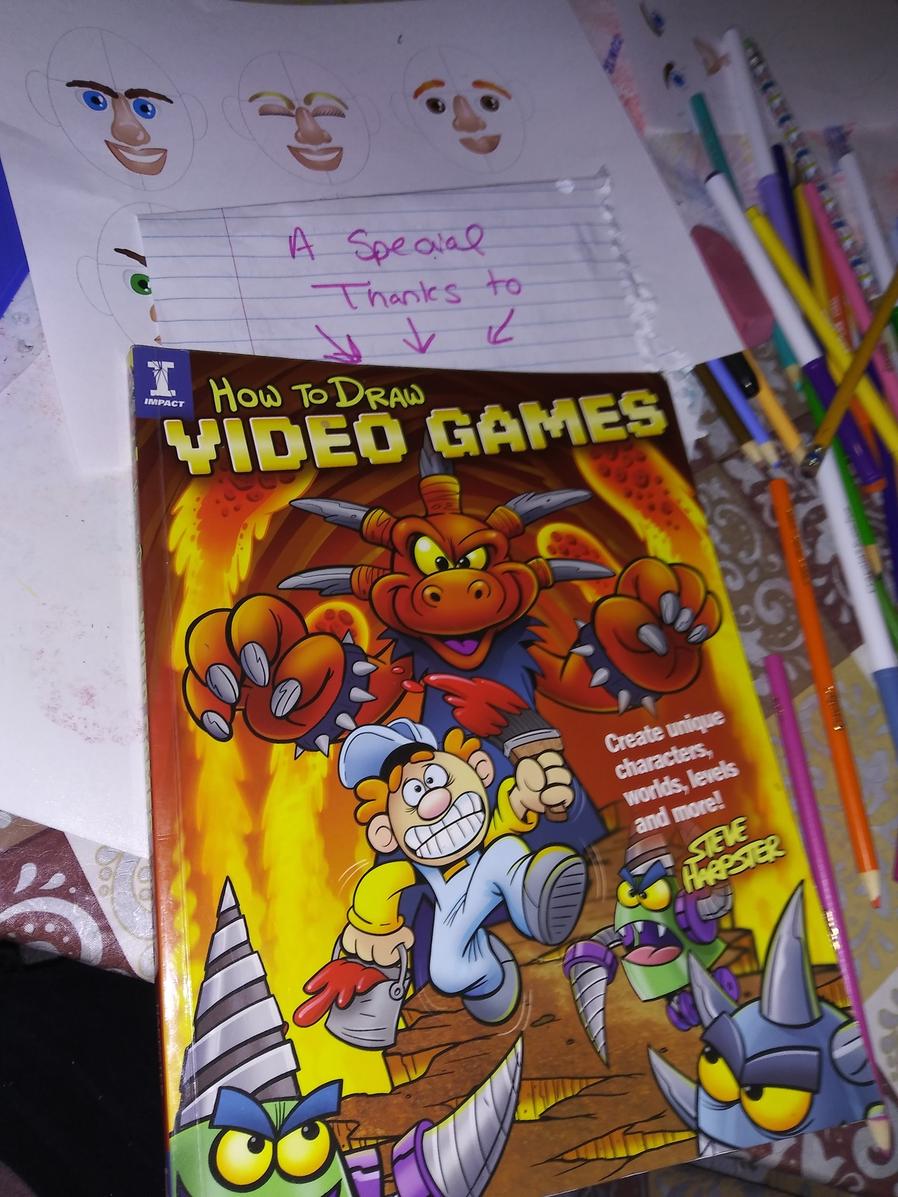 A Special
Thanks to
IMPACT
HOW TO DRAW
VIDEO GAMES
Create unique
characters,
worlds, levels
and more!
STEVE
HARPSTER